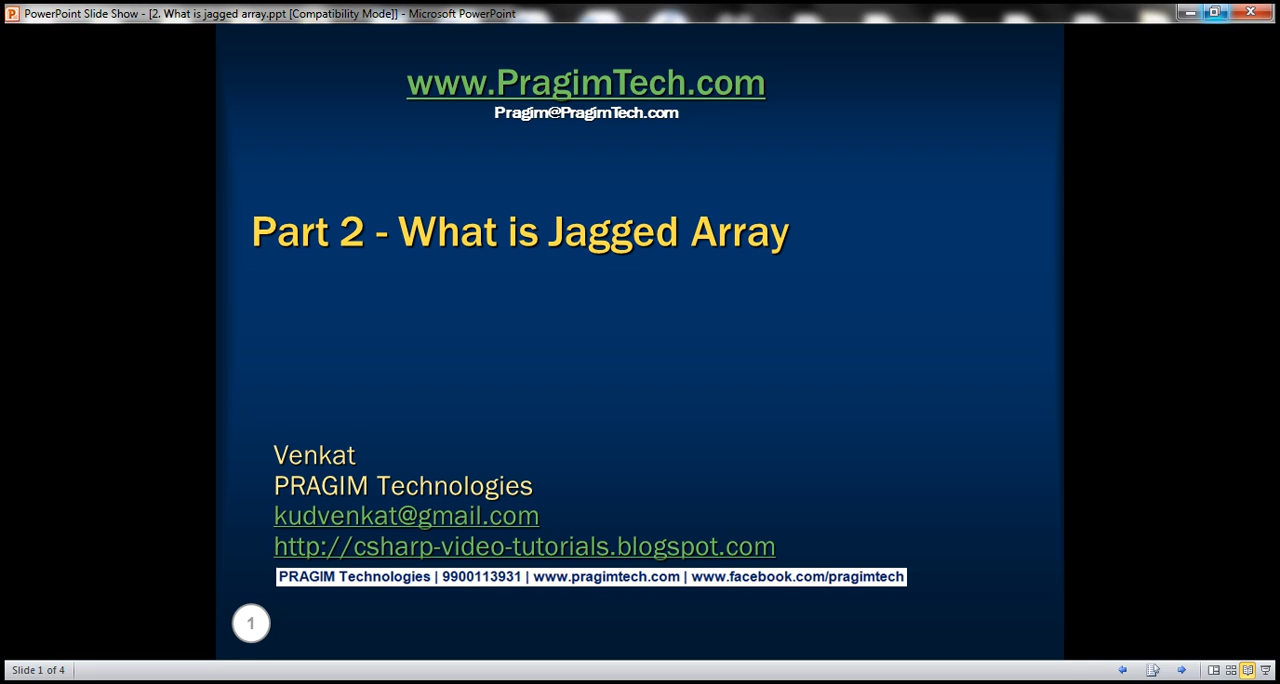 PowerPoint Slide Show - [2. What is jagged array.ppt [Compatibility Mode]] - Microsoft PowerPoint
www.PragimTech.com
Pragim@PragimTech.com
Part 2 - What is Jagged Array
Venkat
PRAGIM Technologies
kudvenkat@gmail.com
http://csharp-video-tutorials.blogspot.com
PRAGIM Technologies | 9900113931 | www.pragimtech.com | www.facebook.com/pragimtech
1
Slide 1 of 4